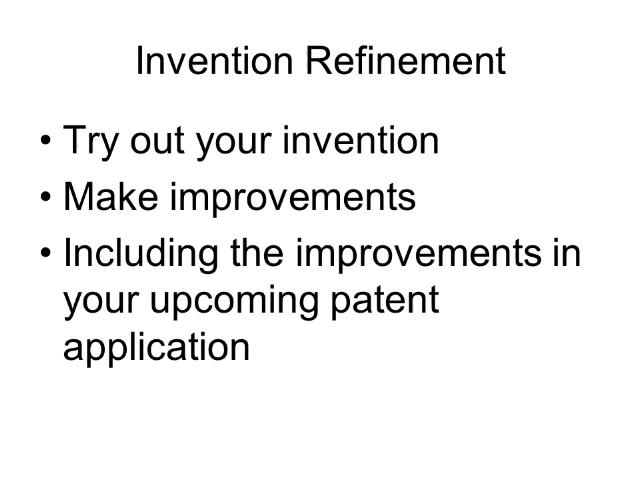 Invention Refinement
• Try out your invention
• Make improvements
• Including the improvements in
your upcoming patent
application